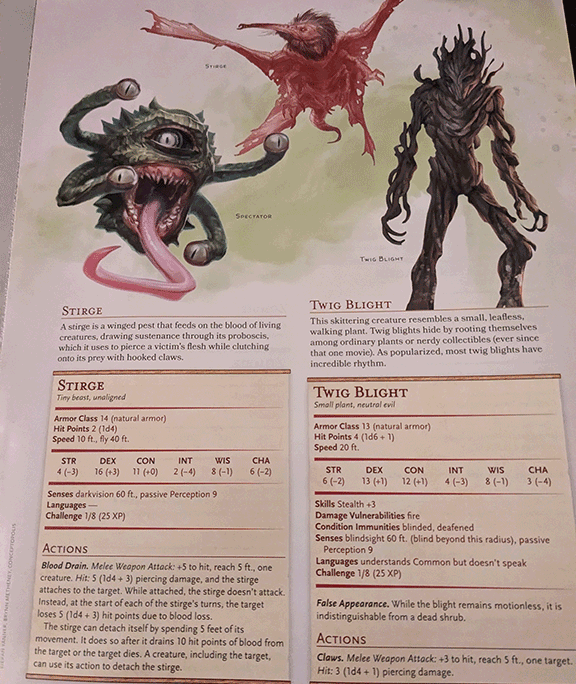 STIRGE
SPECTATOR
TWIG BLIGHT
STIRGE
A stirge is a winged pest that feeds on the blood of living
creatures, drawing sustenance through its proboscis,
which it uses to pierce a victim's flesh while clutching
onto its prey with hooked claws.
STIRGE
Tiny beast, unaligned
Armor Class 14 (natural armor)
Hit Points 2 (1d4)
Speed 10 ft., fly 40 ft.
STR DEX CON INT WIS CHA
4 (−3) 16 (+3) 11 (+0) 2 (−4) 8 (−1) 6 (−2)
Senses darkvision 60 ft., passive Perception 9
Languages —
Challenge 1/8 (25 XP)
ACTIONS
Blood Drain. Melee Weapon Attack: +5 to hit, reach 5 ft., one
creature. Hit: 5 (1d4 + 3) piercing damage, and the stirge
attaches to the target. While attached, the stirge doesn't attack.
Instead, at the start of each of the stirge's turns, the target
loses 5 (1d4 + 3) hit points due to blood loss.
The stirge can detach itself by spending 5 feet of its
movement. It does so after it drains 10 hit points of blood from
the target or the target dies. A creature, including the target,
can use its action to detach the stirge.
TWIG BLIGHT
This skittering creature resembles a small, leafless,
walking plant. Twig blights hide by rooting themselves
among ordinary plants or nerdy collectibles (ever since
that one movie). As popularized, most twig blights have
incredible rhythm.
TWIG BLIGHT
Small plant, neutral evil
Armor Class 13 (natural armor)
Hit Points 4 (1d6 + 1)
Speed 20 ft.
STR DEX CON INT WIS CHA
6 (−2) 13 (+1) 12 (+1) 4 (−3) 8 (−1) 3 (−4)
Skills Stealth +3
Damage Vulnerabilities fire
Condition Immunities blinded, deafened
Senses blindsight 60 ft. (blind beyond this radius), passive
Perception 9
Languages understands Common but doesn't speak
Challenge 1/8 (25 XP)
False Appearance. While the blight remains motionless, it is
indistinguishable from a dead shrub.
ACTIONS
Claws. Melee Weapon Attack: +3 to hit, reach 5 ft., one target.
Hit: 3 (1d4 + 1) piercing damage.